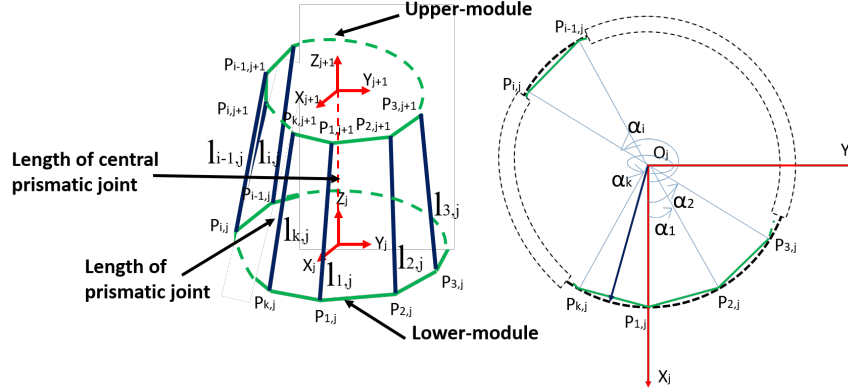 Upper-module
Zj+1
Yj+1
Xj+1
Pi-1,j+1
Pi,j+1
Pk,j+1
P1,j+1
P2,j+1
P3,j+1
Length of central
prismatic joint
li-1,j
li,j
Pi-1,j
Pi,j
lk,j
l1,j
l2,j
l3,j
Zj
Yj
Xj
Length of
prismatic joint
Pk,j
P1,j
P2,j
P3,j
Lower-module
Pi-1,j
Pi,j
αi
Oj
Y
αk
α2
α1
P3,j
Pk,j
P1,j
P2,j
Xj